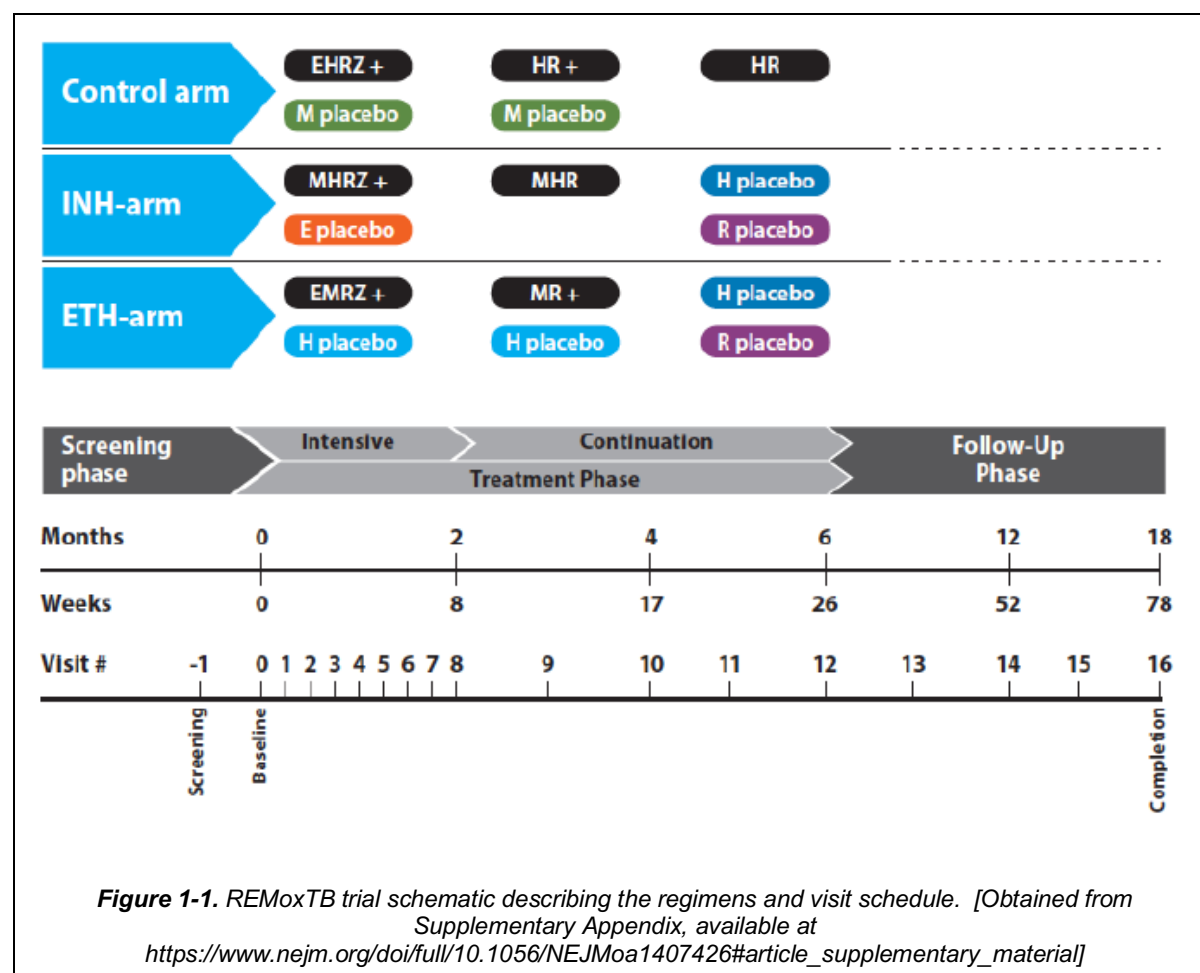 Control arm
EHRZ +
HR +
HR
M placebo
M placebo
INH-arm
MHRZ +
MHR
H placebo
E placebo
R placebo
ETH-arm
EMRZ +
MR +
H placebo
H placebo
H placebo
R placebo
Screening
phase
Intensive
Continuation
Treatment Phase
Follow-Up
Phase
Months 0 2 4 6 12 18
Weeks 0 8 17 26 52 78
Visit # -1 0 1 2 3 4 5 6 7 8 9 10 11 12 13 14 15 16
Screening
Baseline
Completion
Figure 1-1. REMoxTB trial schematic describing the regimens and visit schedule. [Obtained from
Supplementary Appendix, available at
https://www.nejm.org/doi/full/10.1056/NEJMoa1407426#article_supplementary_material]